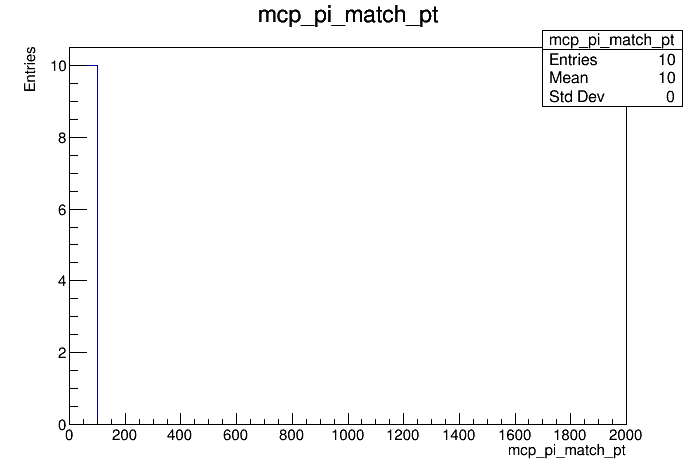 mcp_pi_match_pt
mcp_pi_match_pt
Entries 10
Mean 10
Std Dev 0
Entries
10
8
6
4
2
0
0 200 400 600 800 1000 1200 1400 1600 1800 2000
mcp_pi_match_pt